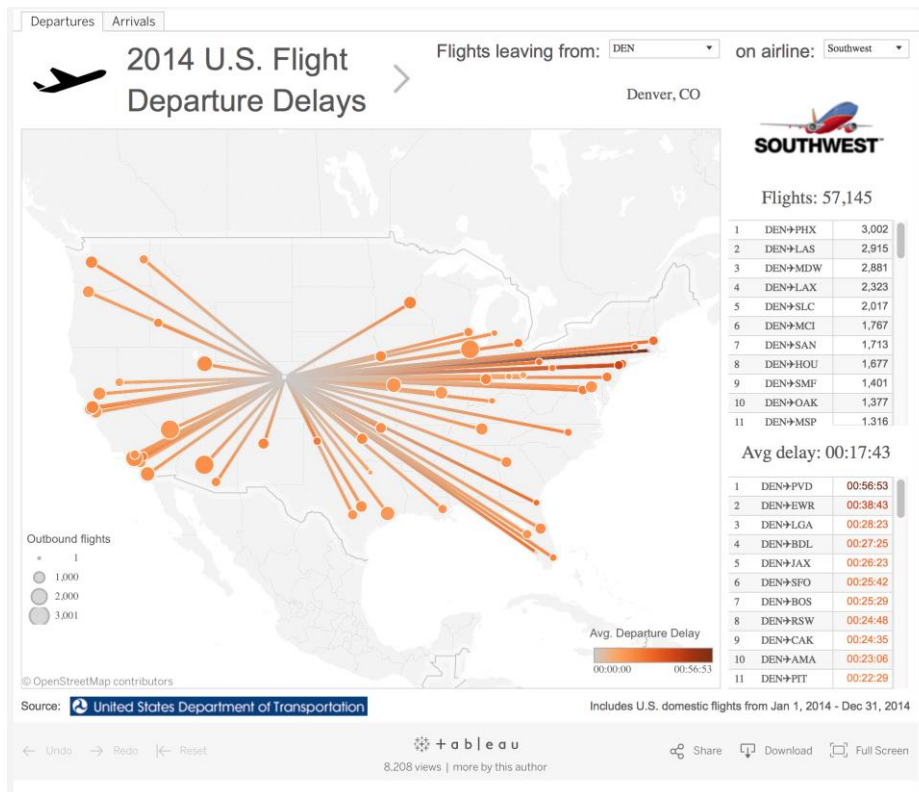 Departures Arrivals
2014 U.S. Flight
Departure Delays
Flights leaving from: DEN
on airline: Southwest
Denver, CO
SOUTHWEST
Flights: 57,145
1 DEN✈PHX 3,002
2 DEN✈LAS 2,915
3 DEN✈MDW 2,881
4 DEN✈LAX 2,323
5 DEN✈SLC 2,017
6 DEN✈MCI 1,767
7 DEN✈SAN 1,713
8 DEN✈HOU 1,677
9 DEN✈SMF 1,401
10 DEN✈OAK 1,377
11 DEN✈MSP 1,316
Avg delay: 00:17:43
1 DEN✈PVD 00:56:53
2 DEN✈EWR 00:38:43
3 DEN✈LGA 00:28:23
4 DEN✈BDL 00:27:25
5 DEN✈JAX 00:26:23
6 DEN✈SFO 00:25:42
7 DEN✈BOS 00:25:29
8 DEN✈RSW 00:24:48
9 DEN✈CAK 00:24:35
10 DEN✈AMA 00:23:06
11 DEN✈PIT 00:22:29
Outbound flights
1
1,000
2,000
3,001
Avg. Departure Delay
00:00:00 00:56:53
© OpenStreetMap contributors
Source: United States Department of Transportation
Includes U.S. domestic flights from Jan 1, 2014 - Dec 31, 2014
Undo Redo Reset
+ableau
8,208 views | more by this author
Share Download Full Screen